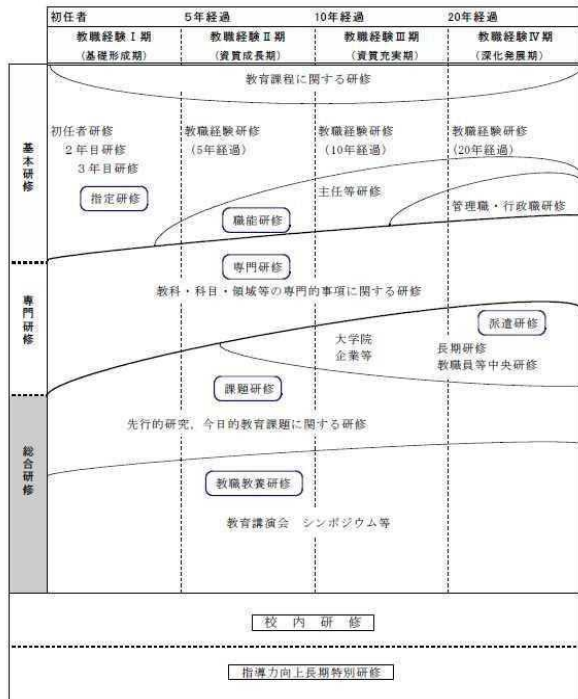 初任者 5年経過 10年経過 20年経過
教職経験Ⅰ期 教職経験Ⅱ期 教職経験Ⅲ期 教職経験Ⅳ期
(基礎形成期) (資質成長期) (資質充実期) (深化発展期)
基本研修
教育課程に関する研修
初任者研修 教職経験研修 教職経験研修 教職経験研修
2年目研修 (5年経過) (10年経過) (20年経過)
3年目研修
主任等研修
指定研修
管理職・行政職研修
職能研修
専門研修
専門研修
教科・科目・領域等の専門的事項に関する研修
派遣研修
大学院 長期研修
企業等 教職員等中央研修
課題研修
総合研修
先行的研究,今日的教育課題に関する研修
教職教養研修
教育講演会 シンポジウム等
校内研修
指導力向上長期特別研修